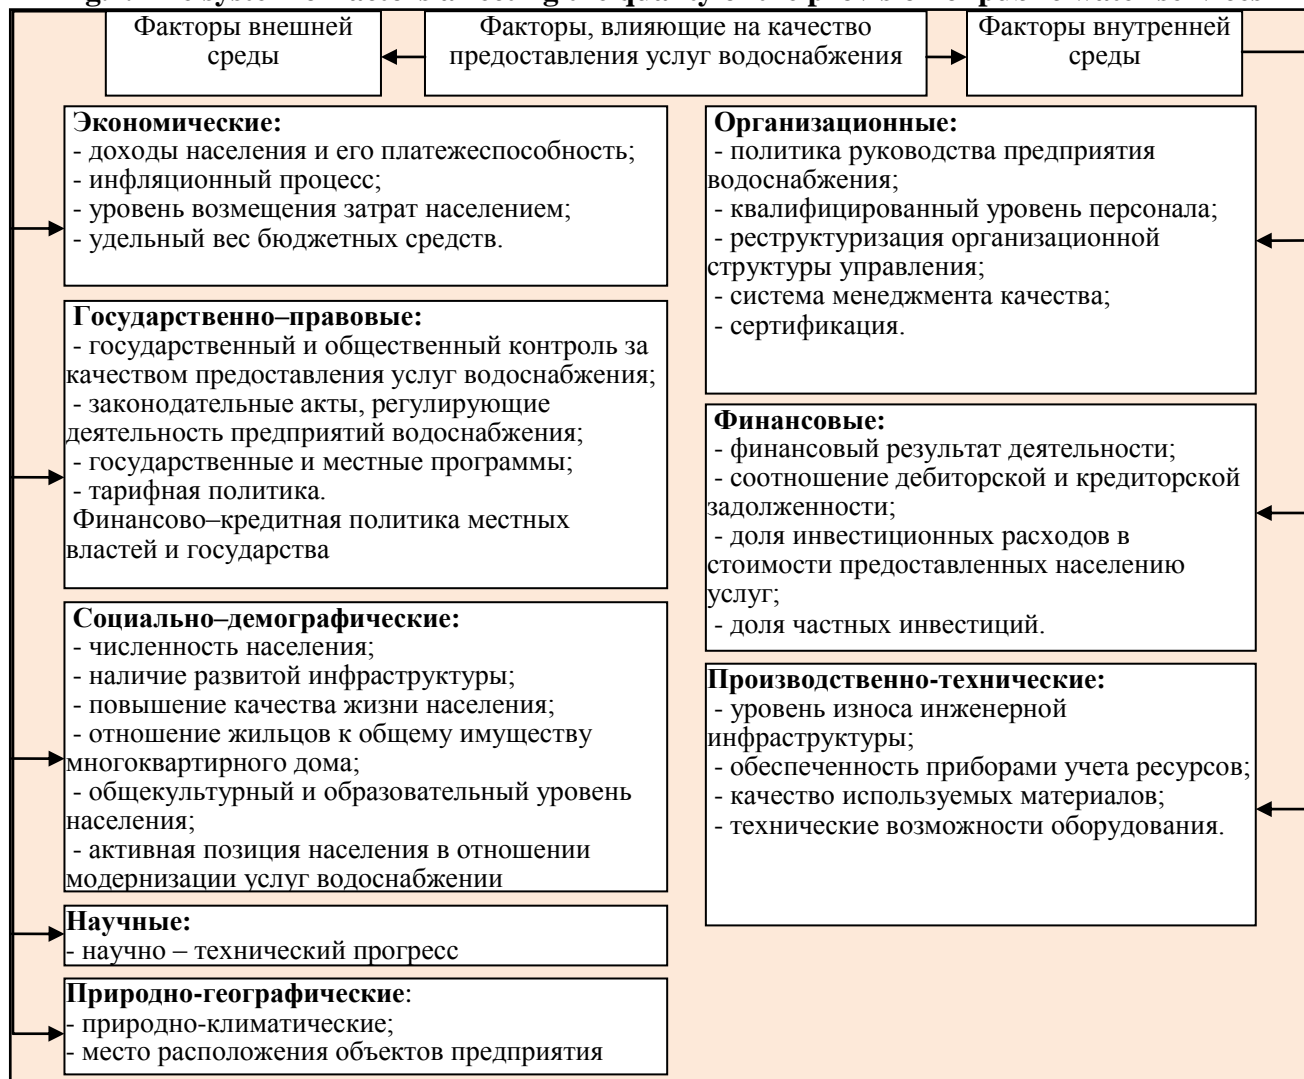 Факторы внешней
среды
Факторы, влияющие на качество
предоставления услуг водоснабжения
Факторы внутренней
среды
Экономические:
- доходы населения и его платежеспособность;
- инфляционный процесс;
- уровень возмещения затрат населением;
- удельный вес бюджетных средств.
Государственно–правовые:
- государственный и общественный контроль за
качеством предоставления услуг водоснабжения;
- законодательные акты, регулирующие
деятельность предприятий водоснабжения;
- государственные и местные программы;
- тарифная политика.
Финансово–кредитная политика местных
властей и государства
Социально–демографические:
- численность населения;
- наличие развитой инфраструктуры;
- повышение качества жизни населения;
- отношение жильцов к общему имуществу
многоквартирного дома;
- общекультурный и образовательный уровень
населения;
- активная позиция населения в отношении
модернизации услуг водоснабжении
Научные:
- научно – технический прогресс
Природно-географические:
- природно-климатические;
- место расположения объектов предприятия
Организационные:
- политика руководства предприятия
водоснабжения;
- квалифицированный уровень персонала;
- реструктуризация организационной
структуры управления;
- система менеджмента качества;
- сертификация.
Финансовые:
- финансовый результат деятельности;
- соотношение дебиторской и кредиторской
задолженности;
- доля инвестиционных расходов в
стоимости предоставленных населению
услуг;
- доля частных инвестиций.
Производственно-технические:
- уровень износа инженерной
инфраструктуры;
- обеспеченность приборами учета ресурсов;
- качество используемых материалов;
- технические возможности оборудования.